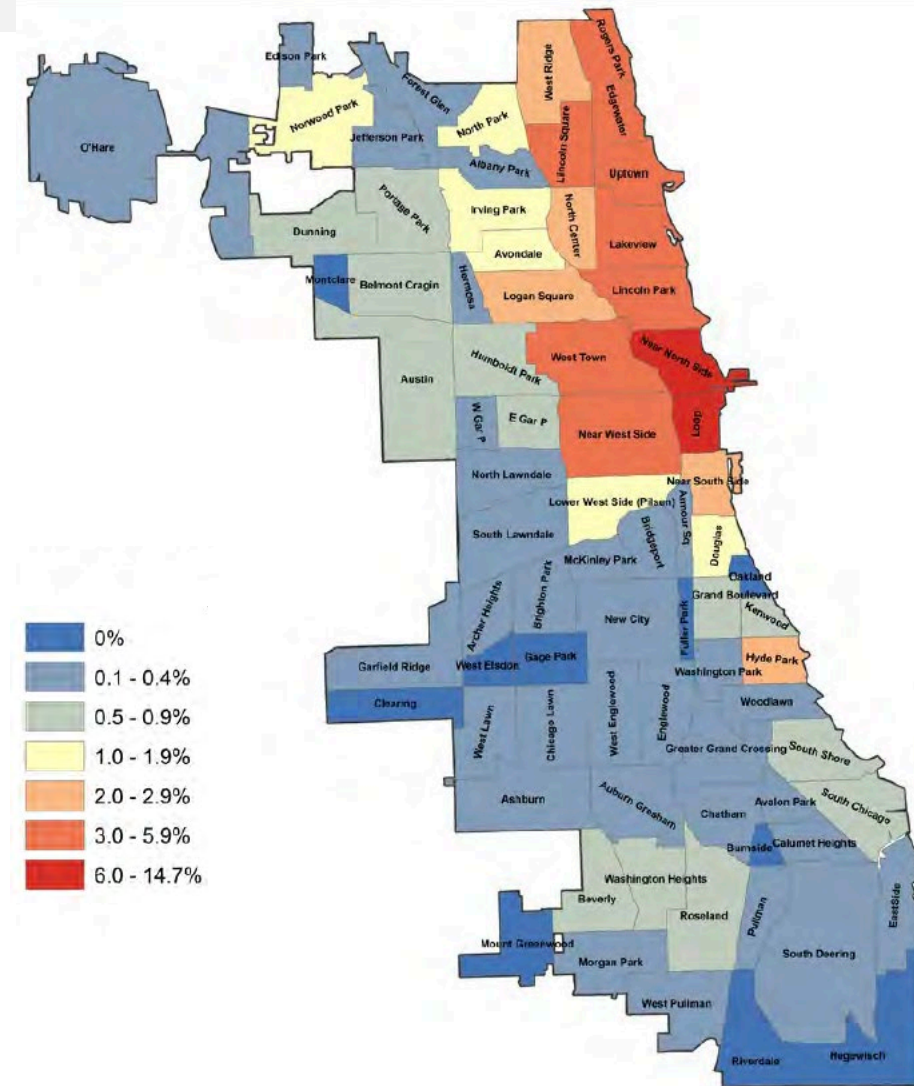 Edison Park
Rogers Park
West Ridge
Forest Glen
Edgewater
Norwood Park
North Park
Jefferson Park
Lincoln Square
O'Hare
Albany Park
Uptown
Portage Park
Irving Park
North Center
Dunning
Lakeview
Avondale
Montclare
Belmont Cragin
Hermosa
Logan Square
Lincoln Park
Near North Side
West Town
Humboldt Park
Austin
W Gar P
E Gar P
Loop
Near West Side
North Lawndale
Near South Side
Lower West Side (Pilsen)
Armour Sq
South Lawndale
Bridgeport
Douglas
McKinley Park
Oakland
Archer Heights
Brighton Park
Grand Boulevard
Kenwood
New City
Fuller Park
0%
0.1 - 0.4%
0.5 - 0.9%
1.0 - 1.9%
2.0 - 2.9%
3.0 - 5.9%
6.0 - 14.7%
Garfield Ridge
West Elsdon
Gage Park
Hyde Park
Washington Park
Clearing
Woodlawn
West Lawn
Chicago Lawn
West Englewood
Englewood
Greater Grand Crossing
South Shore
Ashburn
Auburn Gresham
Chatham
Avalon Park
South Chicago
Burnside
Calumet Heights
Washington Heights
Beverly
Roseland
Pullman
EastSide
Mount Greenwood
Morgan Park
South Deering
West Pullman
Riverdale
Hegewisch